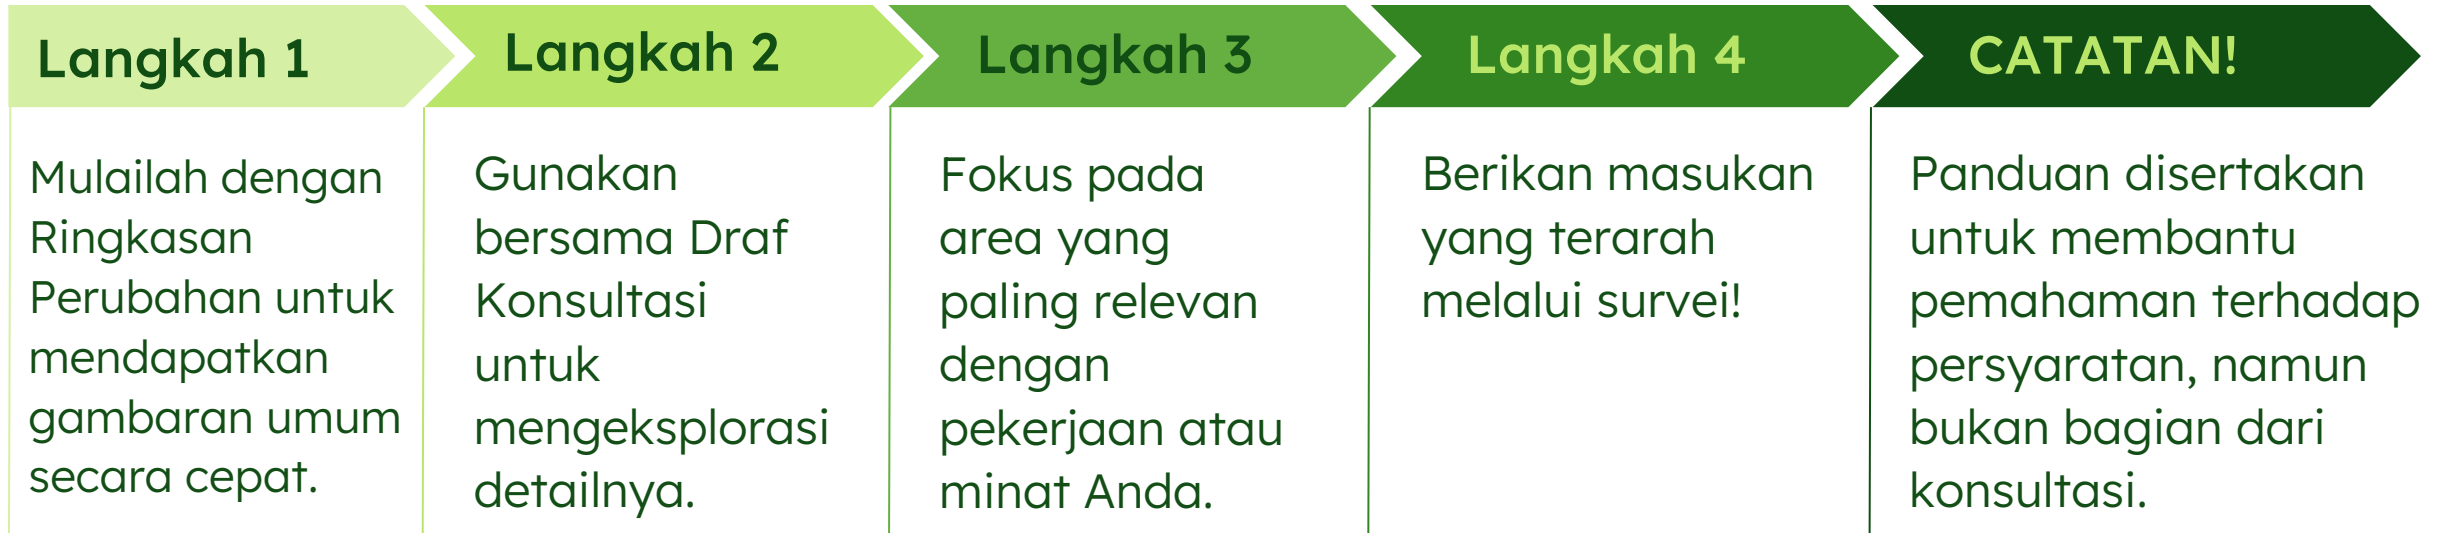 Langkah 1
Mulailah dengan
Ringkasan
Perubahan untuk
mendapatkan
gambaran umum
secara cepat.
Langkah 2
Gunakan
bersama Draf
Konsultasi
untuk
mengeksplorasi
detailnya.
Langkah 3
Fokus pada
area yang
paling relevan
dengan
pekerjaan atau
minat Anda.
Langkah 4
Berikan masukan
yang terarah
melalui survei!
CATATAN!
Panduan disertakan
untuk membantu
pemahaman terhadap
persyaratan, namun
bukan bagian dari
konsultasi.